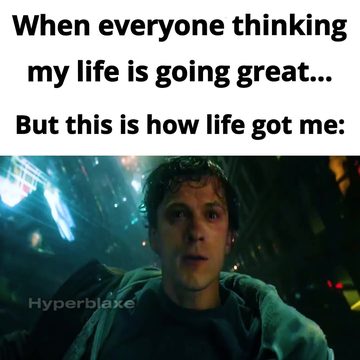 When everyone thinking
my life is going great...
But this is how life got me:
Hyperblaxe